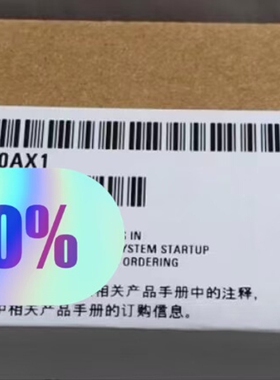 0AX1
0%
IN
STEM STARTUP
ORDERING
相关产品手册中的注释,
中相关产品手册的订购信息。